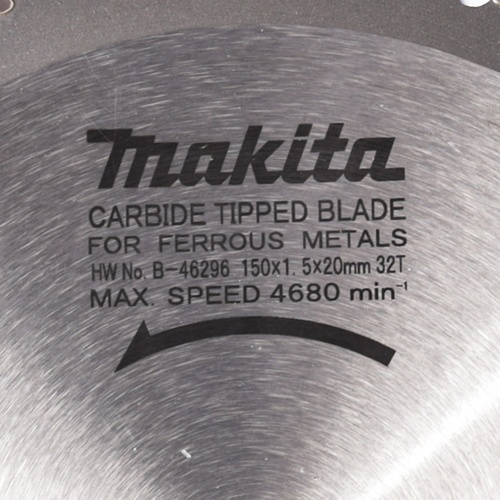 makita
CARBIDE TIPPED BLADE
FOR FERROUS METALS
HW No. B-46296 150x1.5x20mm 32T
MAX. SPEED 4680 min⁻¹